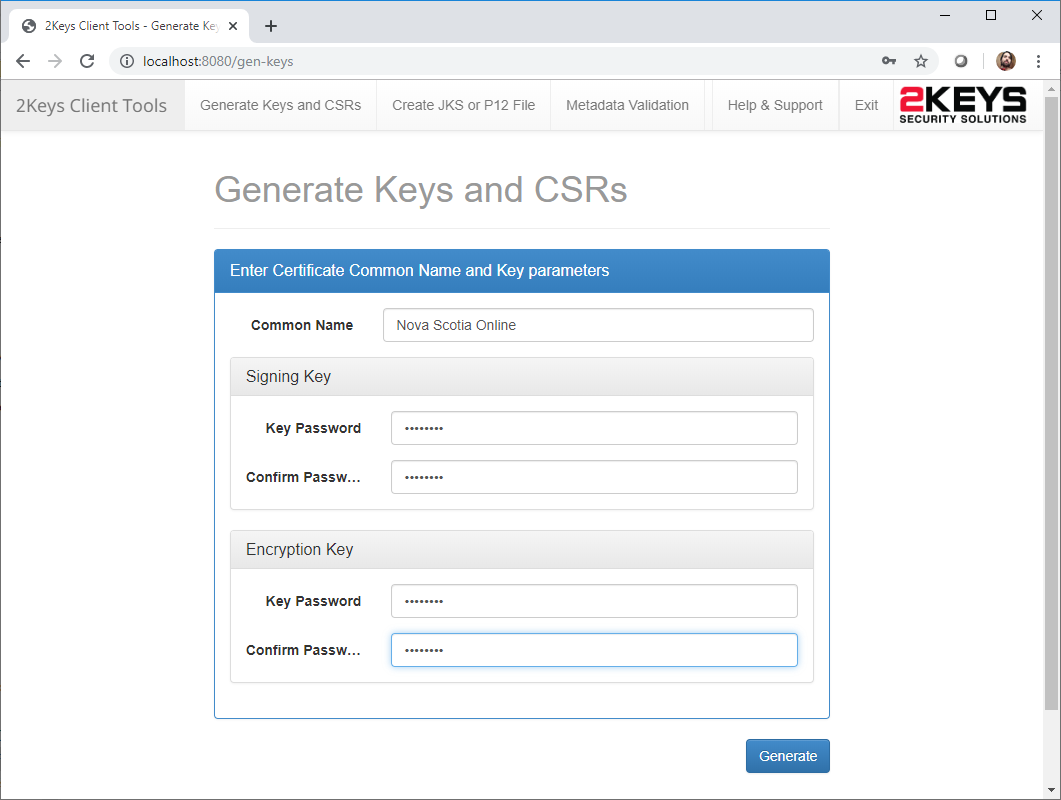 2Keys Client Tools - Generate Key
localhost:8080/gen-keys
2Keys Client Tools Generate Keys and CSRs Create JKS or P12 File Metadata Validation Help & Support Exit 2KEYS
SECURITY SOLUTIONS
Generate Keys and CSRs
Enter Certificate Common Name and Key parameters
Common Name Nova Scotia Online
Signing Key
Key Password ••••••••
Confirm Passw... ••••••••
Encryption Key
Key Password ••••••••
Confirm Passw... ••••••••
Generate